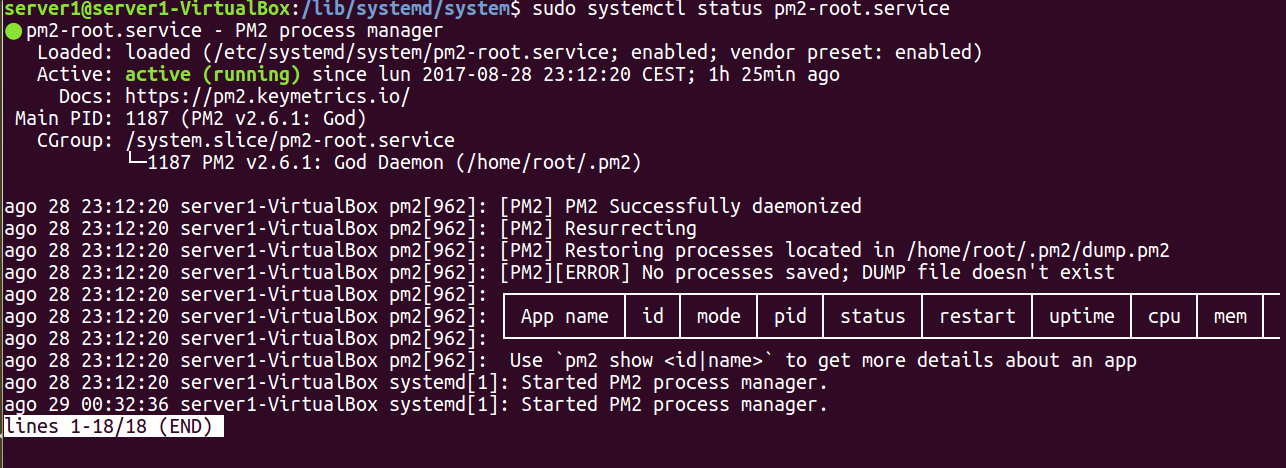 server1@server1-VirtualBox:/lib/systemd/system$ sudo systemctl status pm2-root.service
● pm2-root.service - PM2 process manager
Loaded: loaded (/etc/systemd/system/pm2-root.service; enabled; vendor preset: enabled)
Active: active (running) since lun 2017-08-28 23:12:20 CEST; 1h 25min ago
Docs: https://pm2.keymetrics.io/
Main PID: 1187 (PM2 v2.6.1: God)
CGroup: /system.slice/pm2-root.service
└─1187 PM2 v2.6.1: God Daemon (/home/root/.pm2)
ago 28 23:12:20 server1-VirtualBox pm2[962]: [PM2] PM2 Successfully daemonized
ago 28 23:12:20 server1-VirtualBox pm2[962]: [PM2] Resurrecting
ago 28 23:12:20 server1-VirtualBox pm2[962]: [PM2] Restoring processes located in /home/root/.pm2/dump.pm2
ago 28 23:12:20 server1-VirtualBox pm2[962]: [PM2][ERROR] No processes saved; DUMP file doesn't exist
ago 28 23:12:20 server1-VirtualBox pm2[962]:
ago 28 23:12:20 server1-VirtualBox pm2[962]: │ App name │ id │ mode │ pid │ status │ restart │ uptime │ cpu │ mem │
ago 28 23:12:20 server1-VirtualBox pm2[962]:
ago 28 23:12:20 server1-VirtualBox pm2[962]: Use `pm2 show <id|name>` to get more details about an app
ago 28 23:12:20 server1-VirtualBox systemd[1]: Started PM2 process manager.
ago 29 00:32:36 server1-VirtualBox systemd[1]: Started PM2 process manager.
lines 1-18/18 (END)